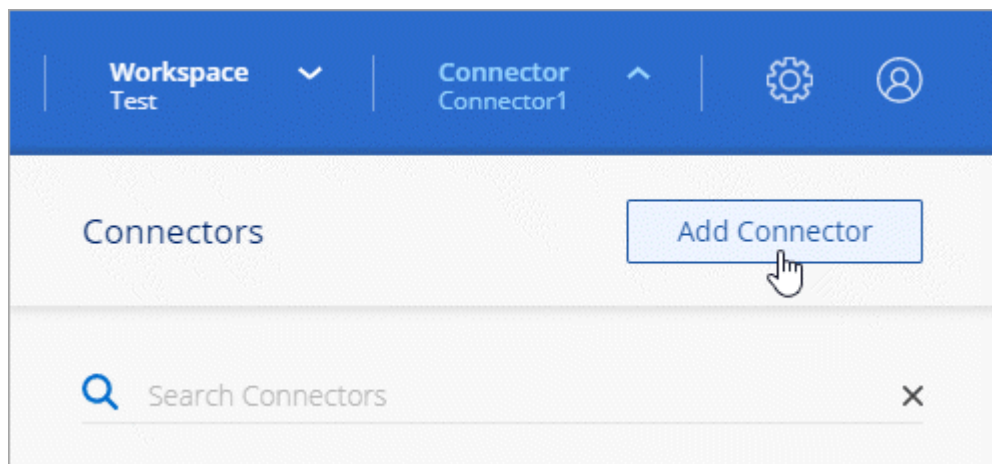 Workspace
Test
Connector
Connector1
Connectors
Add Connector
Search Connectors